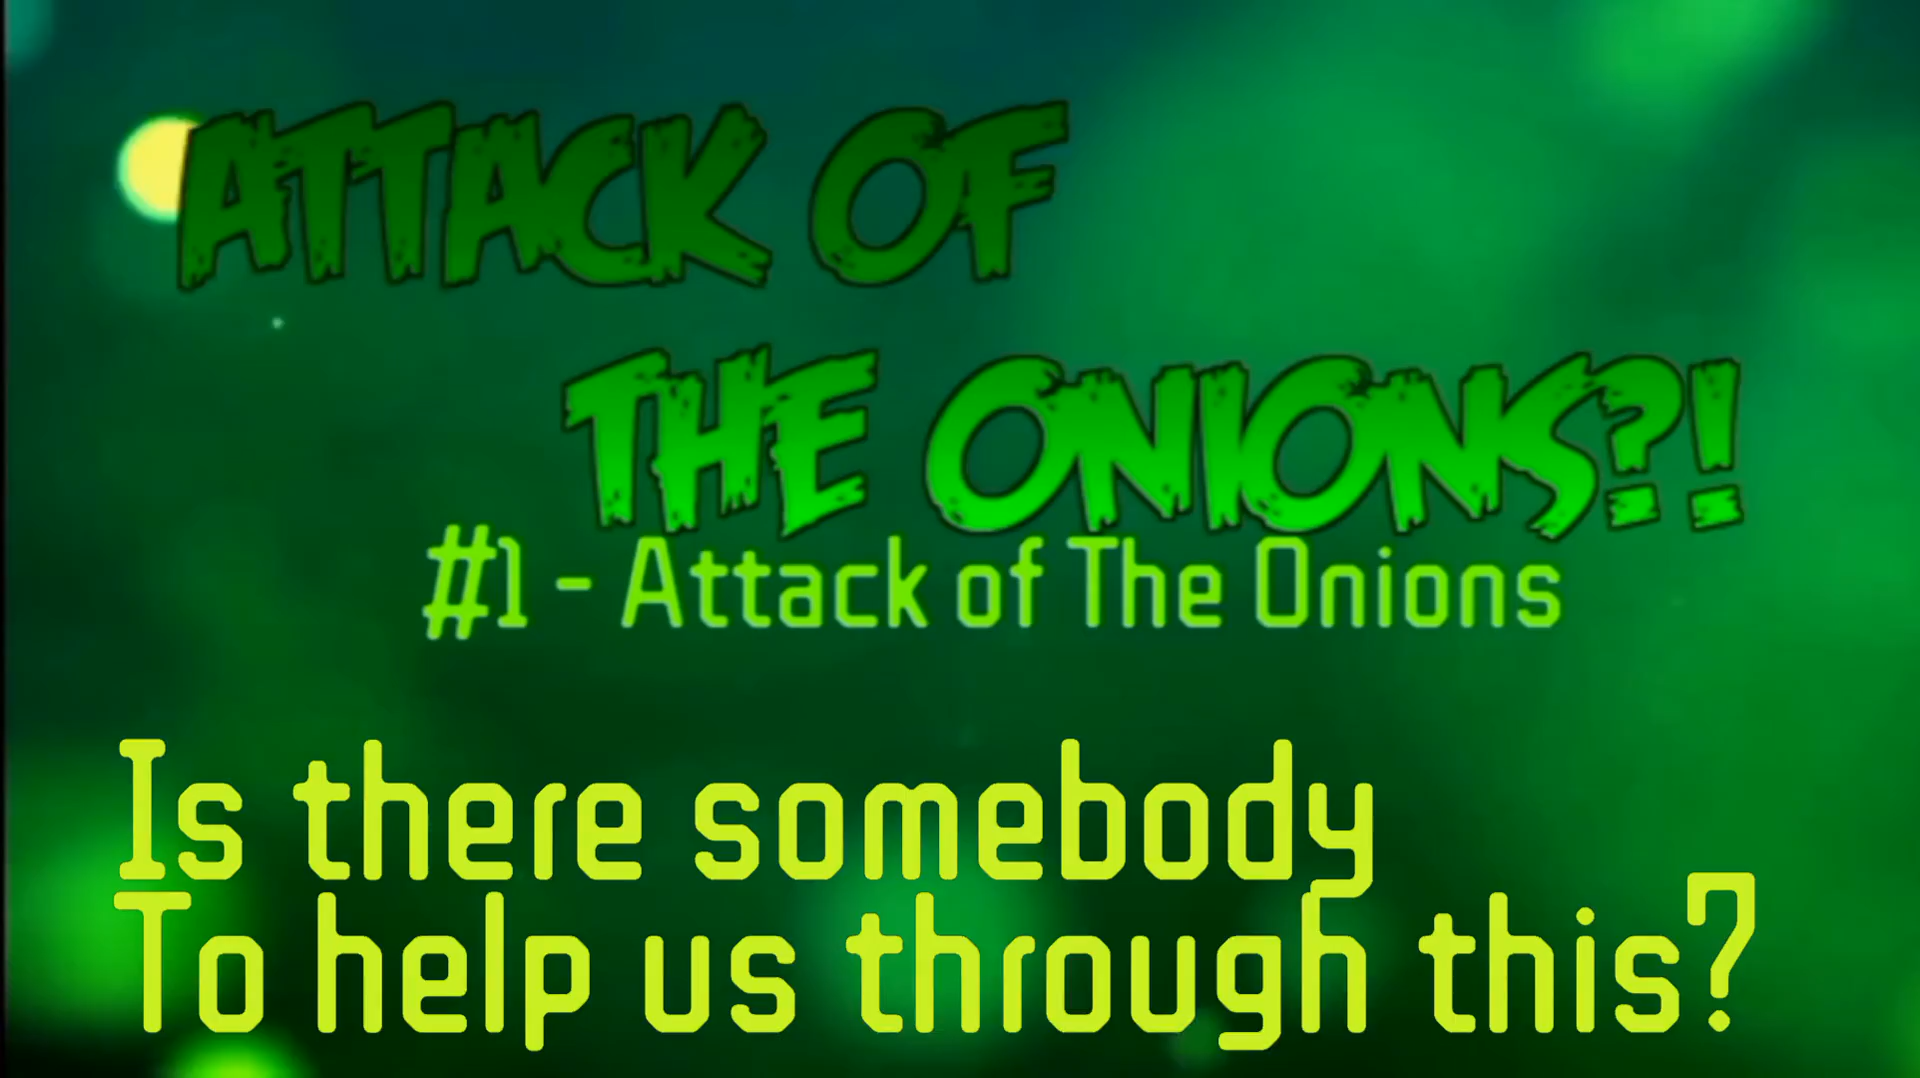 ATTACK OF
THE ONIONS?!
#1 - Attack of The Onions
Is there somebody
To help us through this?